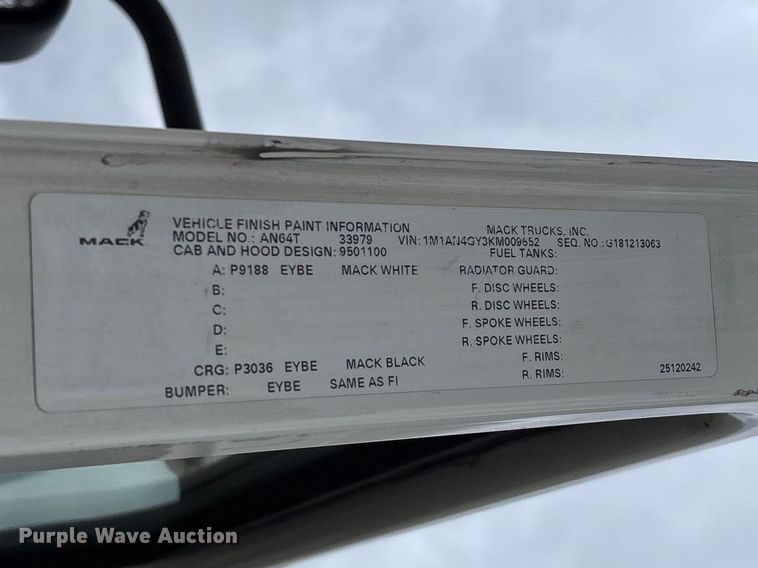 MACK
VEHICLE FINISH PAINT INFORMATION MACK TRUCKS, INC.
MODEL NO.: AN64T 33979 VIN: 1M1AN4GY3KM009652 SEQ. NO.: G181213063
CAB AND HOOD DESIGN: 9501100 FUEL TANKS:
A: P9188 EYBE MACK WHITE RADIATOR GUARD:
B: F. DISC WHEELS:
C: R. DISC WHEELS:
D: F. SPOKE WHEELS:
E: R. SPOKE WHEELS:
CRG: P3036 EYBE MACK BLACK F. RIMS:
BUMPER: EYBE SAME AS FI R. RIMS: 25120242
Purple Wave Auction